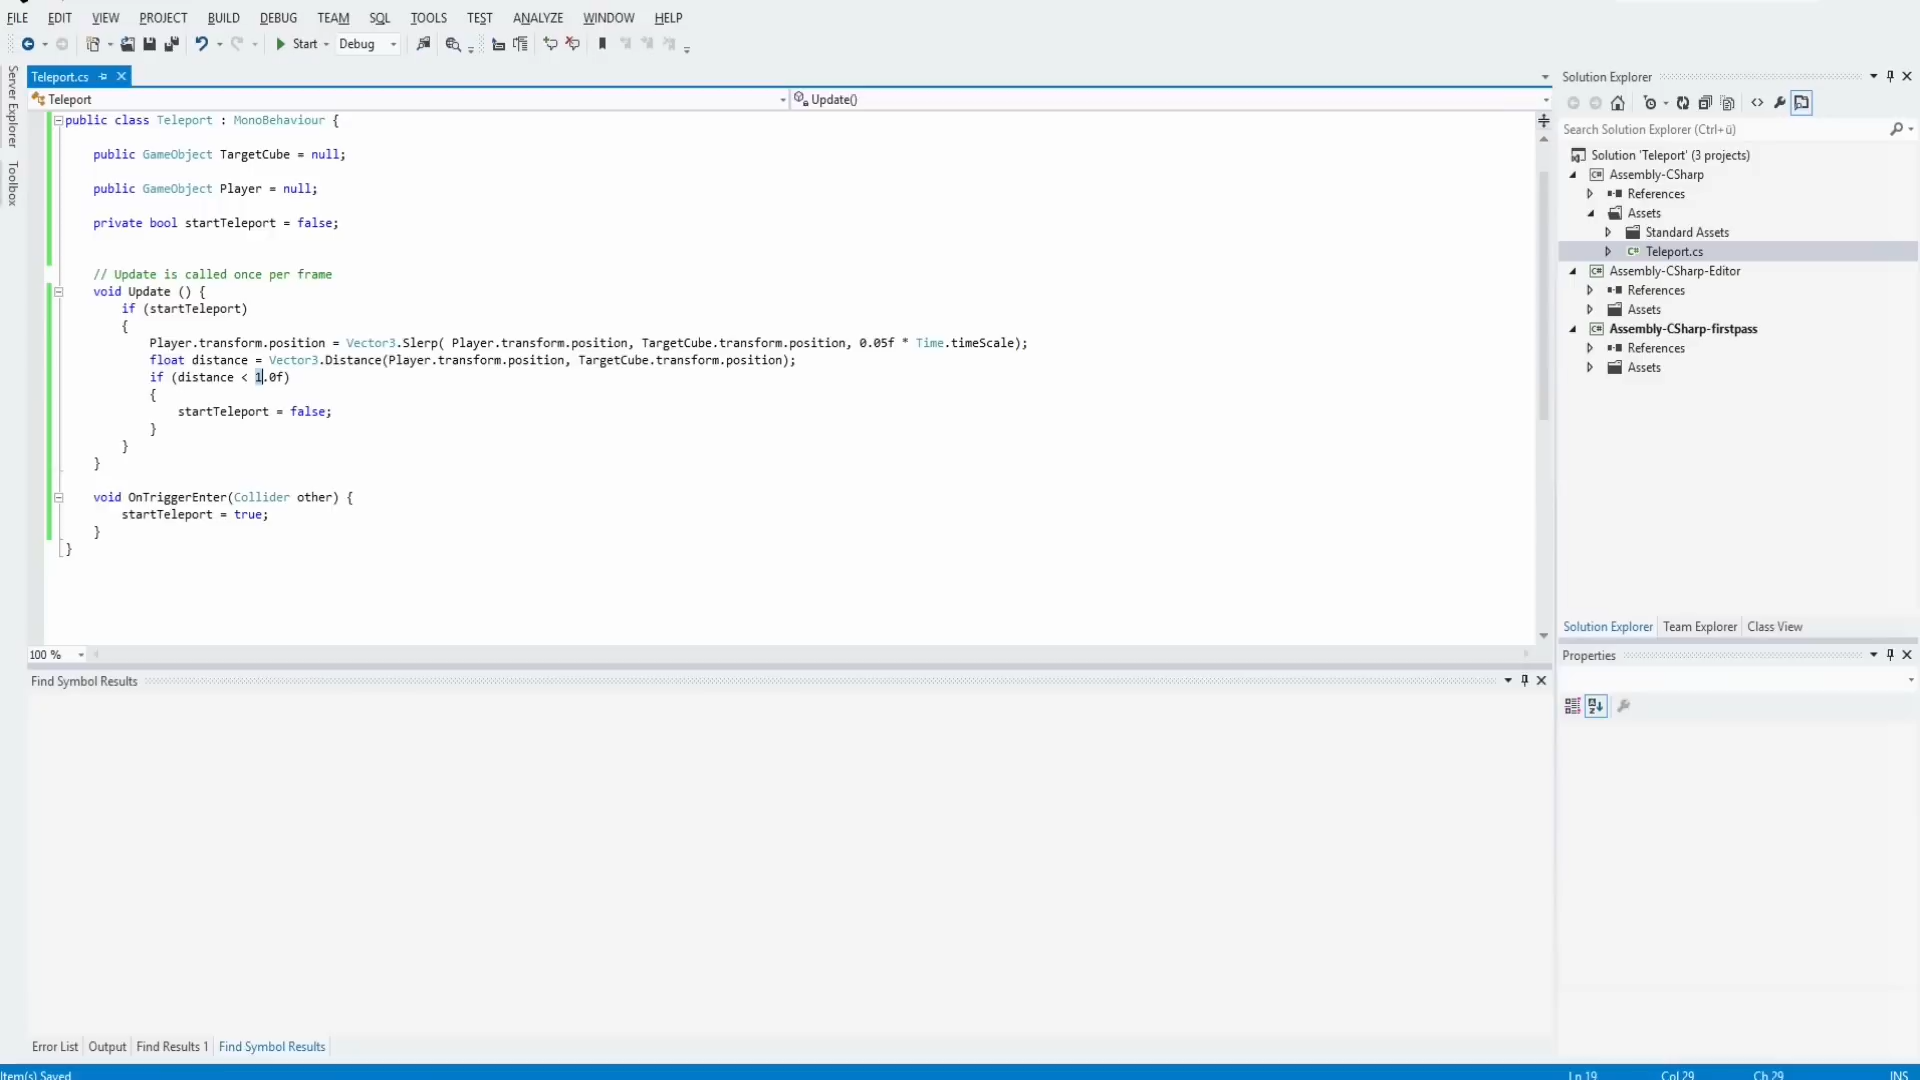 FILE EDIT VIEW PROJECT BUILD DEBUG TEAM SQL TOOLS TEST ANALYZE WINDOW HELP
Start Debug
Server Explorer
Toolbox
Teleport.cs
Teleport Update()
public class Teleport : MonoBehaviour {
public GameObject TargetCube = null;
public GameObject Player = null;
private bool startTeleport = false;
// Update is called once per frame
void Update () {
if (startTeleport)
{
Player.transform.position = Vector3.Slerp( Player.transform.position, TargetCube.transform.position, 0.05f * Time.timeScale);
float distance = Vector3.Distance(Player.transform.position, TargetCube.transform.position);
if (distance < 1.0f)
{
startTeleport = false;
}
}
}
void OnTriggerEnter(Collider other) {
startTeleport = true;
}
}
100 %
Find Symbol Results
Error List Output Find Results 1 Find Symbol Results
Solution Explorer
Search Solution Explorer (Ctrl+ü)
Solution 'Teleport' (3 projects)
Assembly-CSharp
References
Assets
Standard Assets
Teleport.cs
Assembly-CSharp-Editor
References
Assets
Assembly-CSharp-firstpass
References
Assets
Solution Explorer Team Explorer Class View
Properties
Item(s) Saved Ln 19 Col 29 Ch 29 INS